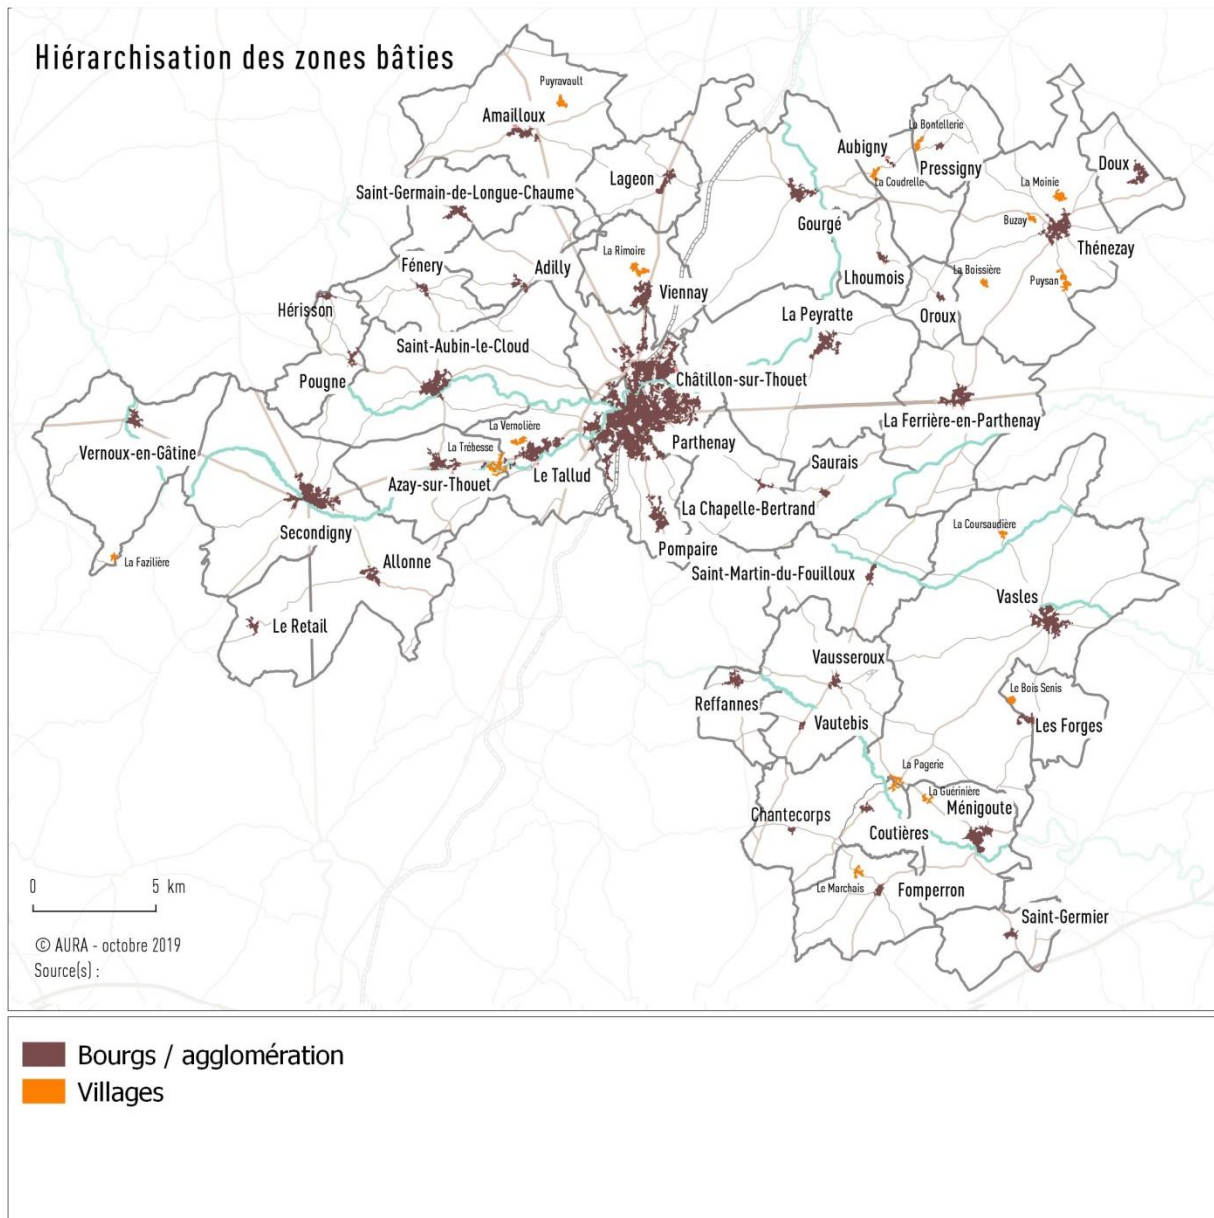 Hiérarchisation des zones bâties
Puyravault
Amailloux
La Bontellerie
Aubigny
Pressigny
Doux
Lageon
La Coudrelle
La Moinie
Saint-Germain-de-Longue-Chaume
Gourgé
Buzay
Thénezay
La Rimoire
Fénery
Adilly
Lhoumois
La Boissière
Puysan
Viennay
Hérisson
La Peyratte
Oroux
Saint-Aubin-le-Cloud
Pougne
Châtillon-sur-Thouet
La Ferrière-en-Parthenay
La Vernolière
Parthenay
Vernoux-en-Gâtine
La Trébesse
Saurais
Azay-sur-Thouet
Le Tallud
La Chapelle-Bertrand
Secondigny
La Coursaudière
Pompaire
La Fazilière
Allonne
Saint-Martin-du-Fouilloux
Vasles
Le Retail
Vausseroux
Le Bois Senis
Reffannes
Vautebis
Les Forges
La Pagerie
La Guérinière
Chantecorps
Ménigoute
Coutières
Le Marchais
Fomperron
0 5 km
Saint-Germier
© AURA - octobre 2019
Source(s) :
Bourgs / agglomération
Villages